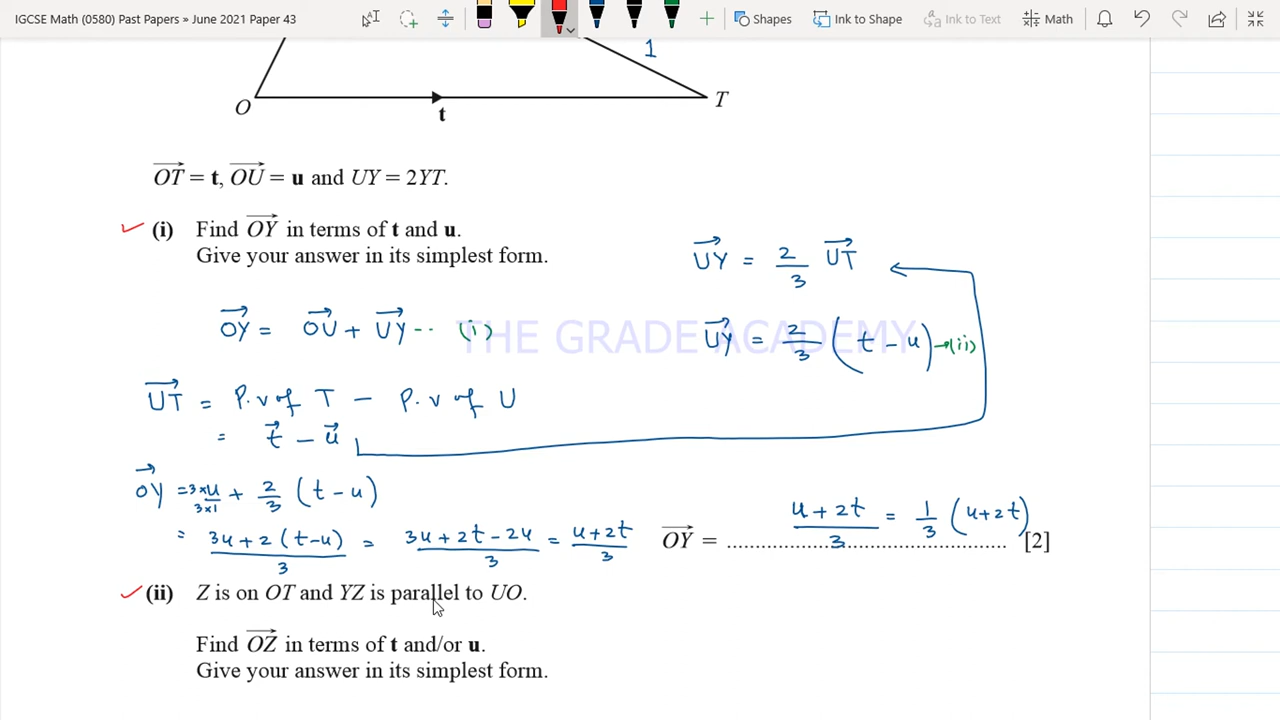 IGCSE Math (0580) Past Papers » June 2021 Paper 43
Shapes
Ink to Shape
Ink to Text
Math
1
O
T
t
OT = t, OU = u and UY = 2YT.
(i) Find OY in terms of t and u.
Give your answer in its simplest form.
UY = 2/3 UT
OY = OU + UY -- (i)
THE GRADE ACADEMY
UY = 2/3 (t - u) → (ii)
UT = P.v of T - P.v of U
= t - u
OY = 3×u/3×1 + 2/3 (t - u)
= 3u + 2(t-u)/3 = 3u + 2t - 2u/3 = u + 2t/3
OY = ........ u + 2t/3 = 1/3 (u + 2t) ........ [2]
(ii) Z is on OT and YZ is parallel to UO.
Find OZ in terms of t and/or u.
Give your answer in its simplest form.